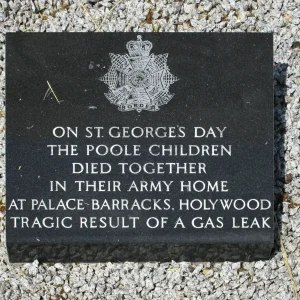 ON ST. GEORGE'S DAY
THE POOLE CHILDREN
DIED TOGETHER
IN THEIR ARMY HOME
AT PALACE BARRACKS, HOLYWOOD
TRAGIC RESULT OF A GAS LEAK